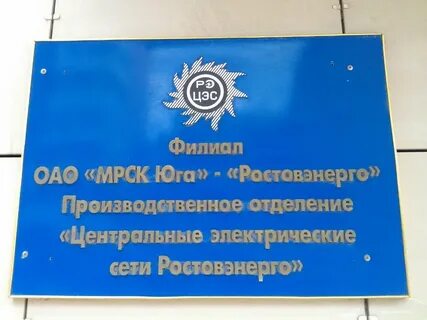 РЭ
ЦЭС
Филиал
ОАО «МРСК Юга» - «Ростовэнерго»
Производственное отделение
«Центральные электрические
сети Ростовэнерго»